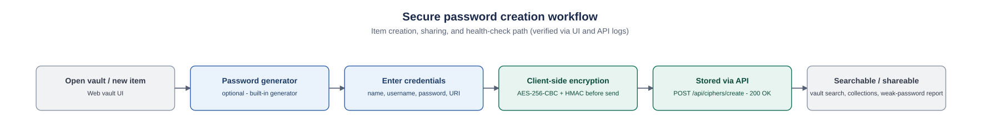 Secure password creation workflow
Item creation, sharing, and health-check path (verified via UI and API logs)
Open vault / new item
Web vault UI
Password generator
optional - built-in generator
Enter credentials
name, username, password, URI
Client-side encryption
AES-256-CBC + HMAC before send
Stored via API
POST /api/ciphers/create - 200 OK
Searchable / shareable
vault search, collections, weak-password report